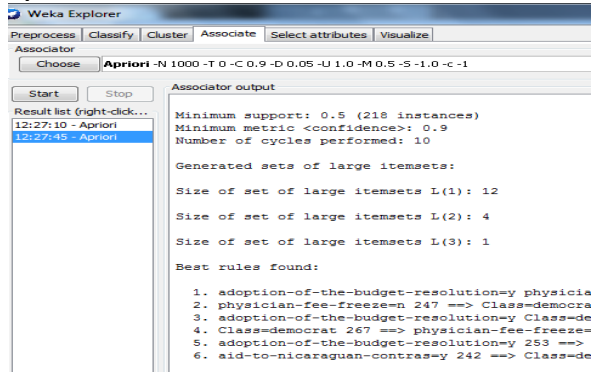 Weka Explorer
Preprocess Classify Cluster Associate Select attributes Visualize
Associator
Choose Apriori -N 1000 -T 0 -C 0.9 -D 0.05 -U 1.0 -M 0.5 -S -1.0 -c -1
Start Stop
Associator output
Result list (right-click...
12:27:10 - Apriori
12:27:45 - Apriori
Minimum support: 0.5 (218 instances)
Minimum metric <confidence>: 0.9
Number of cycles performed: 10
Generated sets of large itemsets:
Size of set of large itemsets L(1): 12
Size of set of large itemsets L(2): 4
Size of set of large itemsets L(3): 1
Best rules found:
1. adoption-of-the-budget-resolution=y physicia
2. physician-fee-freeze=n 247 ==> Class=democra
3. adoption-of-the-budget-resolution=y Class=de
4. Class=democrat 267 ==> physician-fee-freeze=
5. adoption-of-the-budget-resolution=y 253 ==>
6. aid-to-nicaraguan-contras=y 242 ==> Class=de